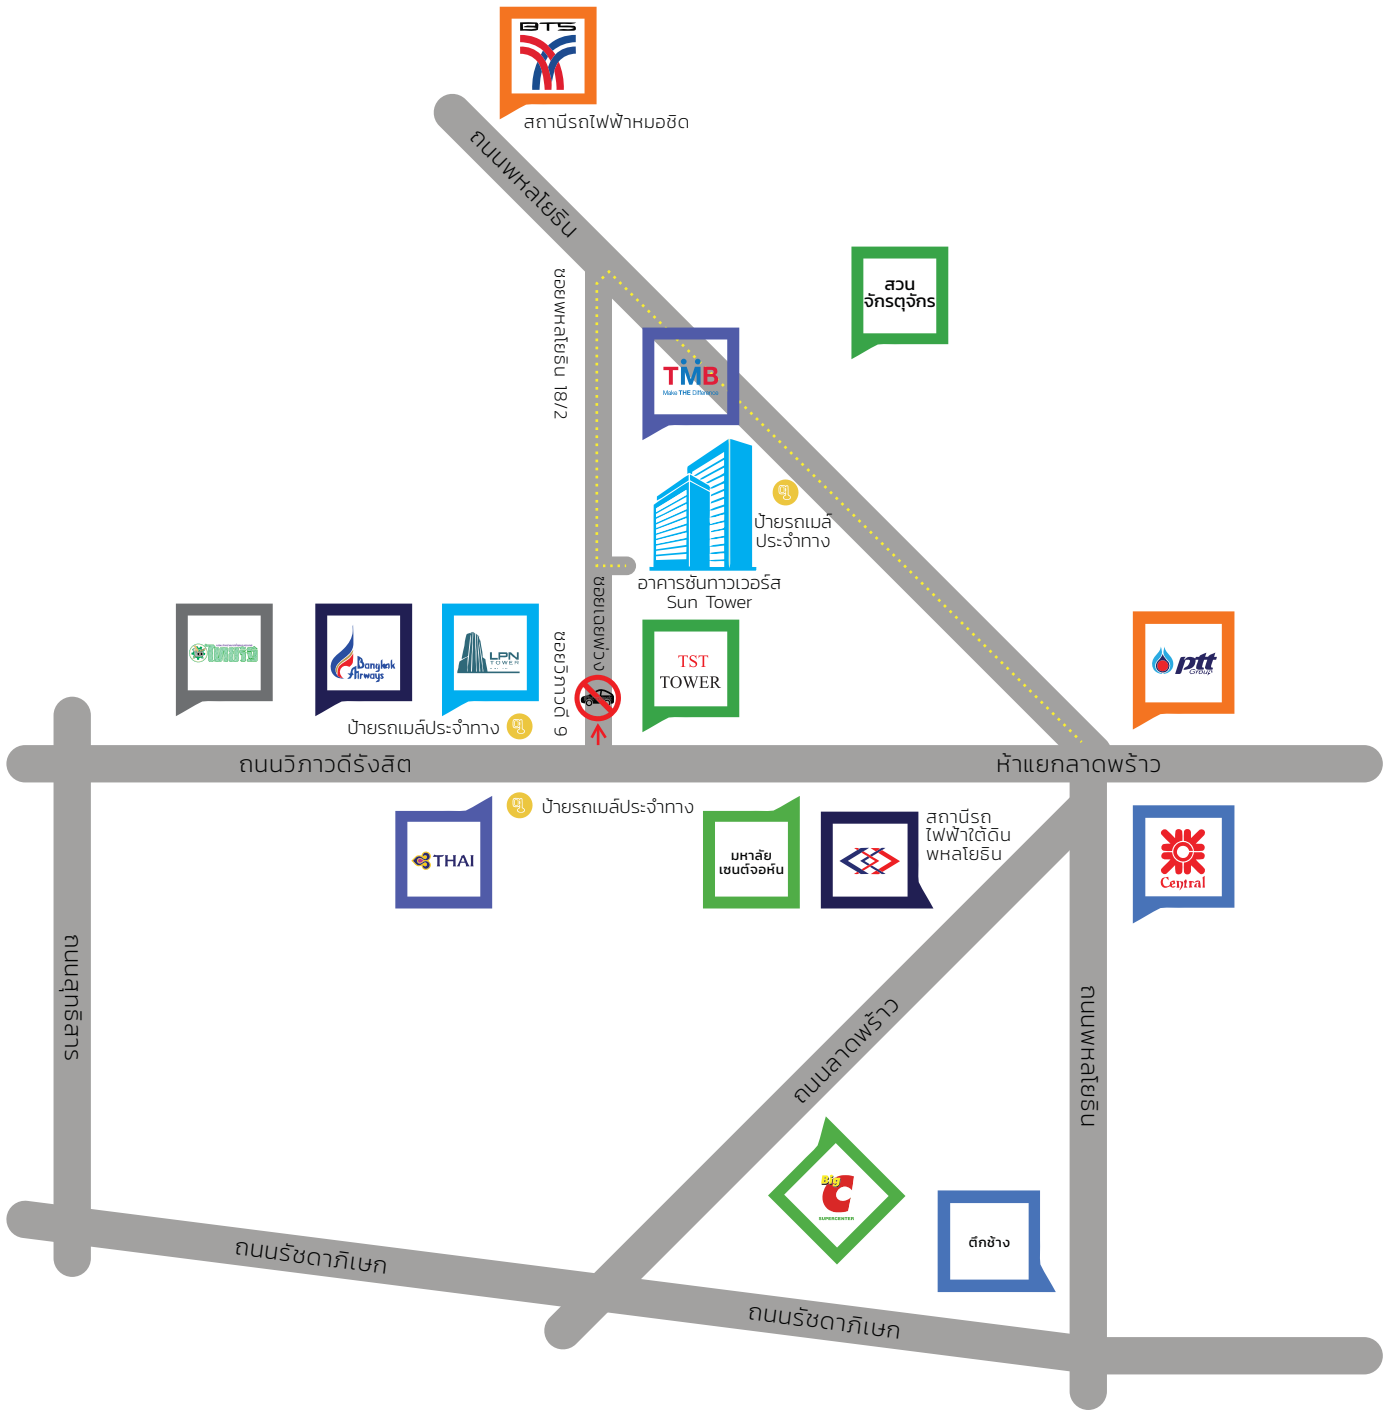 BTS
สถานีรถไฟฟ้าหมอชิต
ถนนพหลโยธิน
ซอยพหลโยธิน 18/2
สวน
จักรตุจักร
TMB
Make THE Difference
ป้ายรถเมล์
ประจำทาง
อาคารซันทาวเวอร์ส
Sun Tower
ซอยเฉยพ่วง
ซอยวิภาวดี 9
ไทยรัฐ
Bangkok
Airways
LPN
TOWER
TST
TOWER
ptt
Group
ป้ายรถเมล์ประจำทาง
ถนนวิภาวดีรังสิต
ห้าแยกลาดพร้าว
ป้ายรถเมล์ประจำทาง
THAI
มหาลัย
เซนต์จอห์น
สถานีรถ
ไฟฟ้าใต้ดิน
พหลโยธิน
Central
ถนนสุทธิสาร
ถนนลาดพร้าว
ถนนพหลโยธิน
Big
C
SUPERCENTER
ตึกช้าง
ถนนรัชดาภิเษก
ถนนรัชดาภิเษก